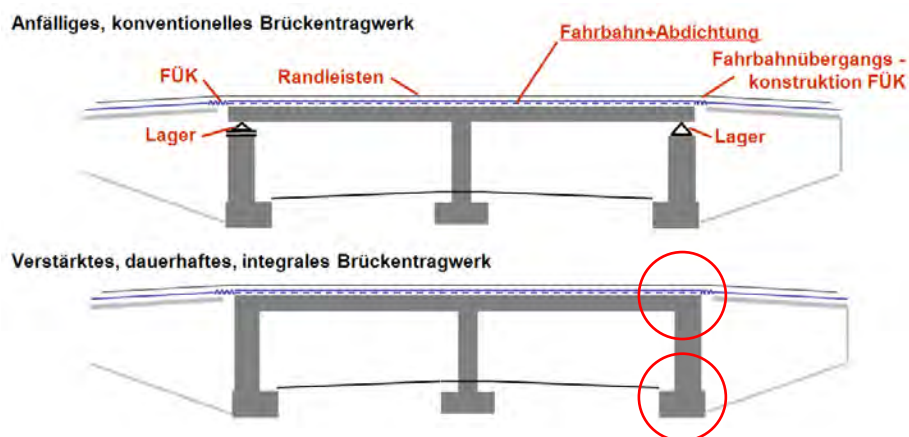 Anfälliges, konventionelles Brückentragwerk
Fahrbahn+Abdichtung
FÜK
Randleisten
Fahrbahnübergangs -
konstruktion FÜK
Lager
Lager
Verstärktes, dauerhaftes, integrales Brückentragwerk